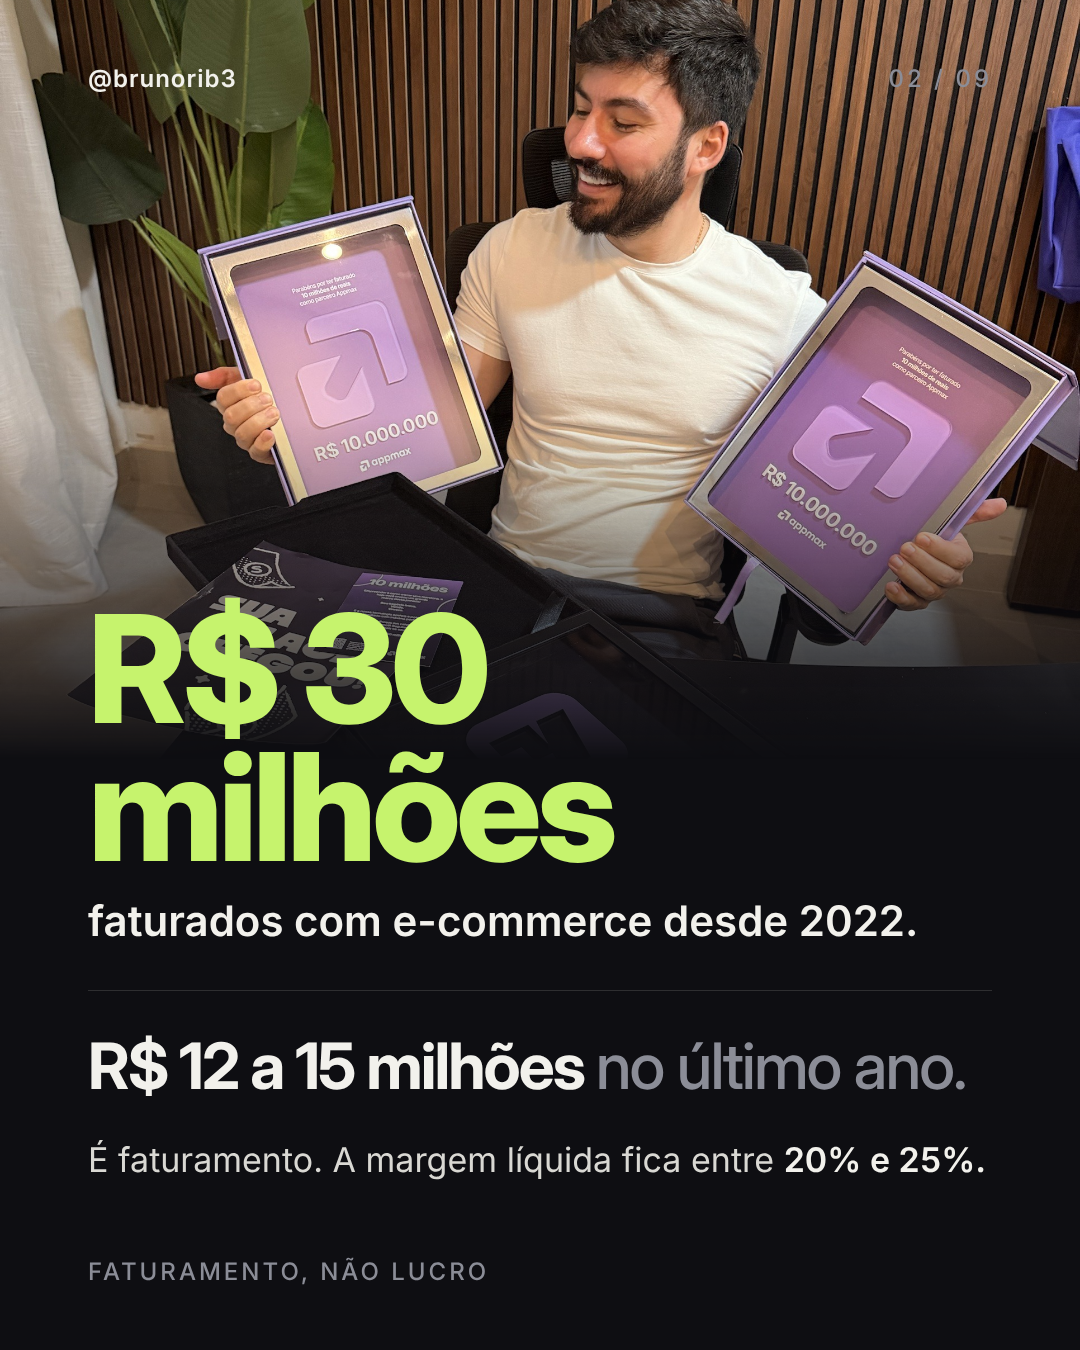 @brunorib3
02 / 09
Parabéns por ter faturado
10 milhões de reais
como parceiro Appmax
R$ 10.000.000
appmax
Parabéns por ter faturado
10 milhões de reais
como parceiro Appmax
R$ 10.000.000
appmax
10 milhões
SUA
R$ 30
milhões
faturados com e-commerce desde 2022.
R$ 12 a 15 milhões no último ano.
É faturamento. A margem líquida fica entre 20% e 25%.
FATURAMENTO, NÃO LUCRO